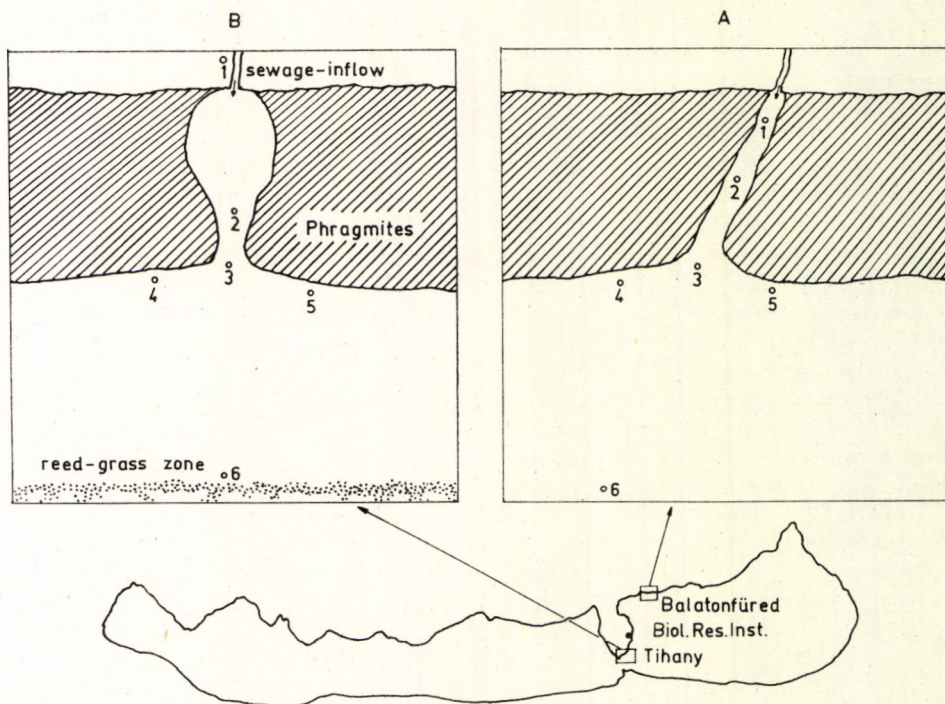 B
A
1
sewage-inflow
2
Phragmites
3
4
5
reed-grass zone
6
1
2
3
4
5
6
Balatonfüred
Biol. Res. Inst.
Tihany